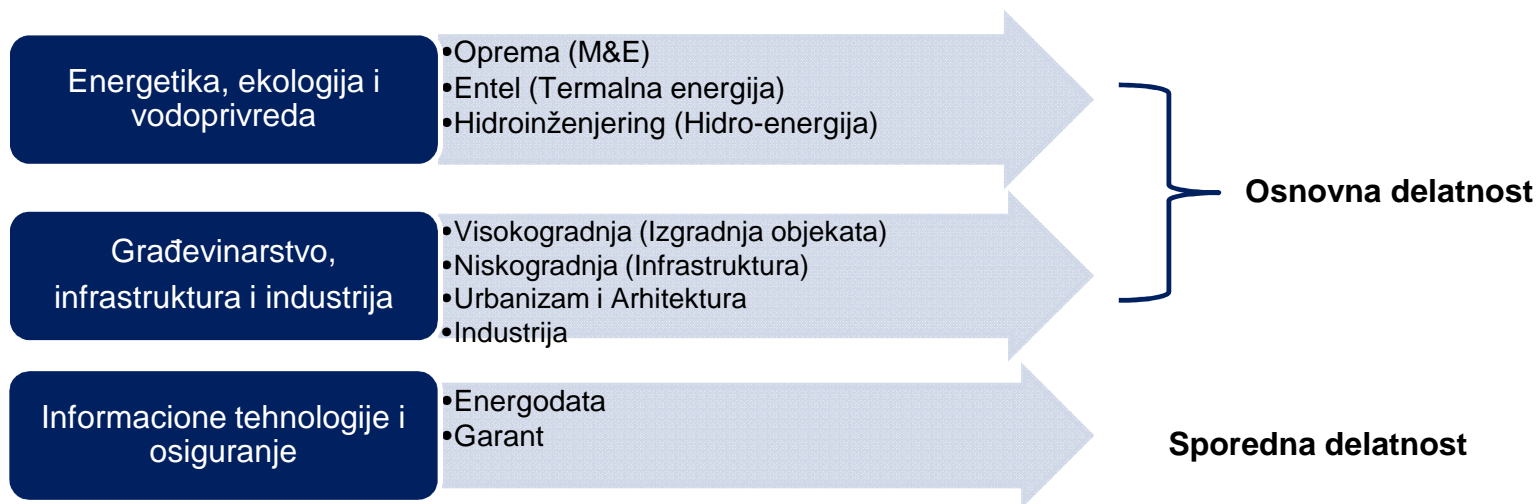 Energetika, ekologija i
vodoprivreda
•Oprema (M&E)
•Entel (Termalna energija)
•Hidroinženjering (Hidro-energija)
Građevinarstvo,
infrastruktura i industrija
•Visokogradnja (Izgradnja objekata)
•Niskogradnja (Infrastruktura)
•Urbanizam i Arhitektura
•Industrija
Osnovna delatnost
Informacione tehnologije i
osiguranje
•Energodata
•Garant
Sporedna delatnost